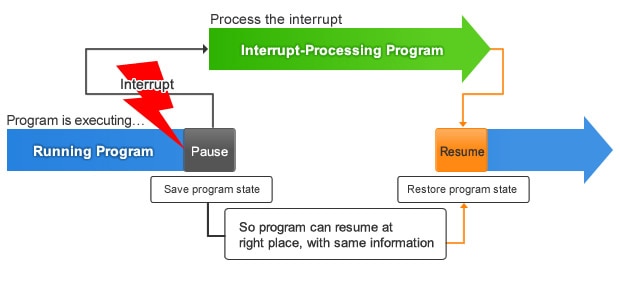 Process the interrupt
Interrupt-Processing Program
Interrupt
Program is executing...
Running Program
Pause
Resume
Save program state
Restore program state
So program can resume at
right place, with same information